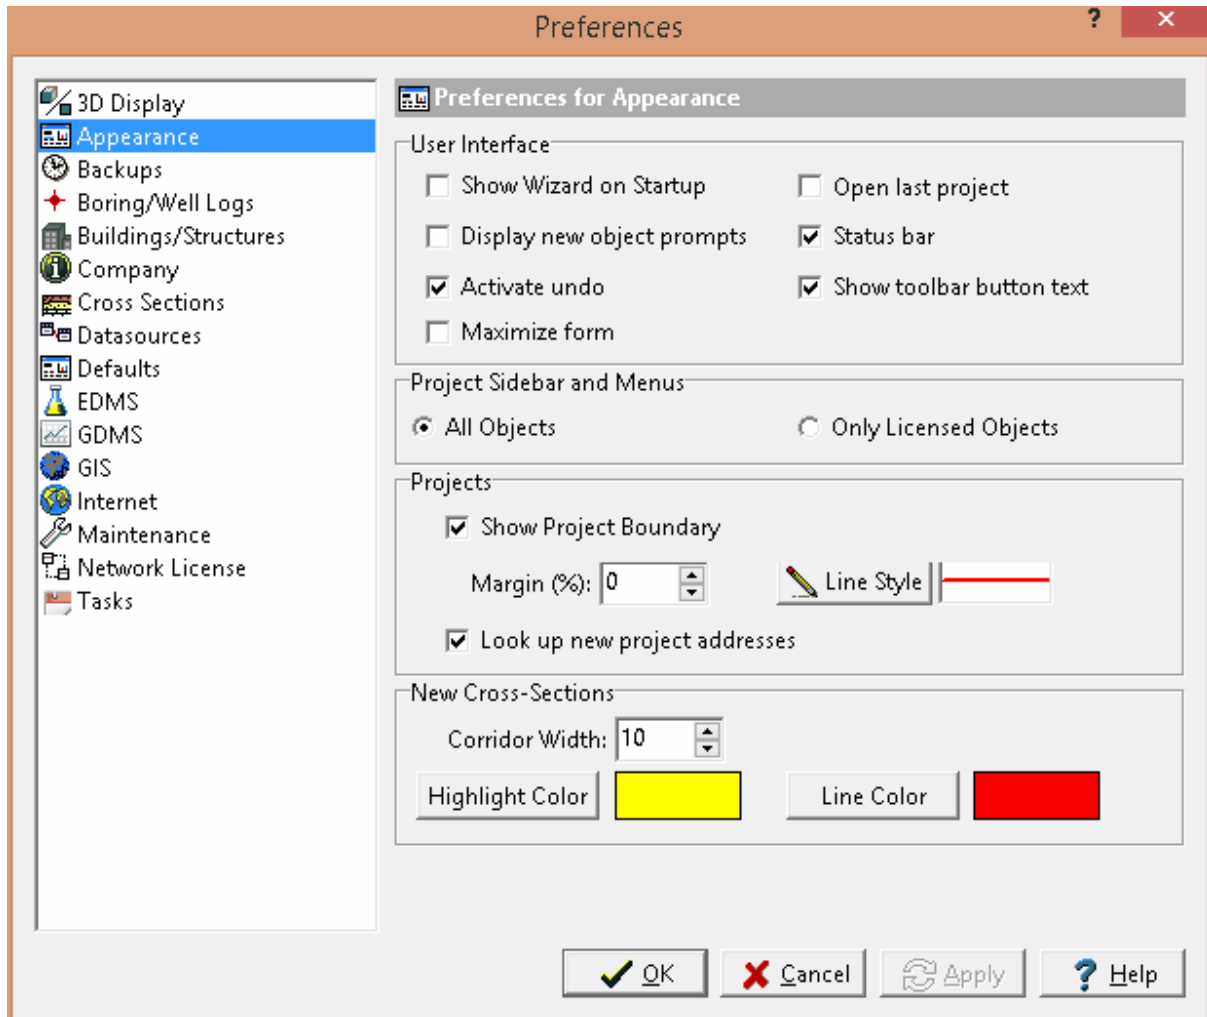 Preferences
?
3D Display
Appearance
Backups
Boring/Well Logs
Buildings/Structures
Company
Cross Sections
Datasources
Defaults
EDMS
GDMS
GIS
Internet
Maintenance
Network License
Tasks
Preferences for Appearance
User Interface
Show Wizard on Startup
Open last project
Display new object prompts
Status bar
Activate undo
Show toolbar button text
Maximize form
Project Sidebar and Menus
All Objects
Only Licensed Objects
Projects
Show Project Boundary
Margin (%): 0
Line Style
Look up new project addresses
New Cross-Sections
Corridor Width: 10
Highlight Color
Line Color
OK
Cancel
Apply
? Help